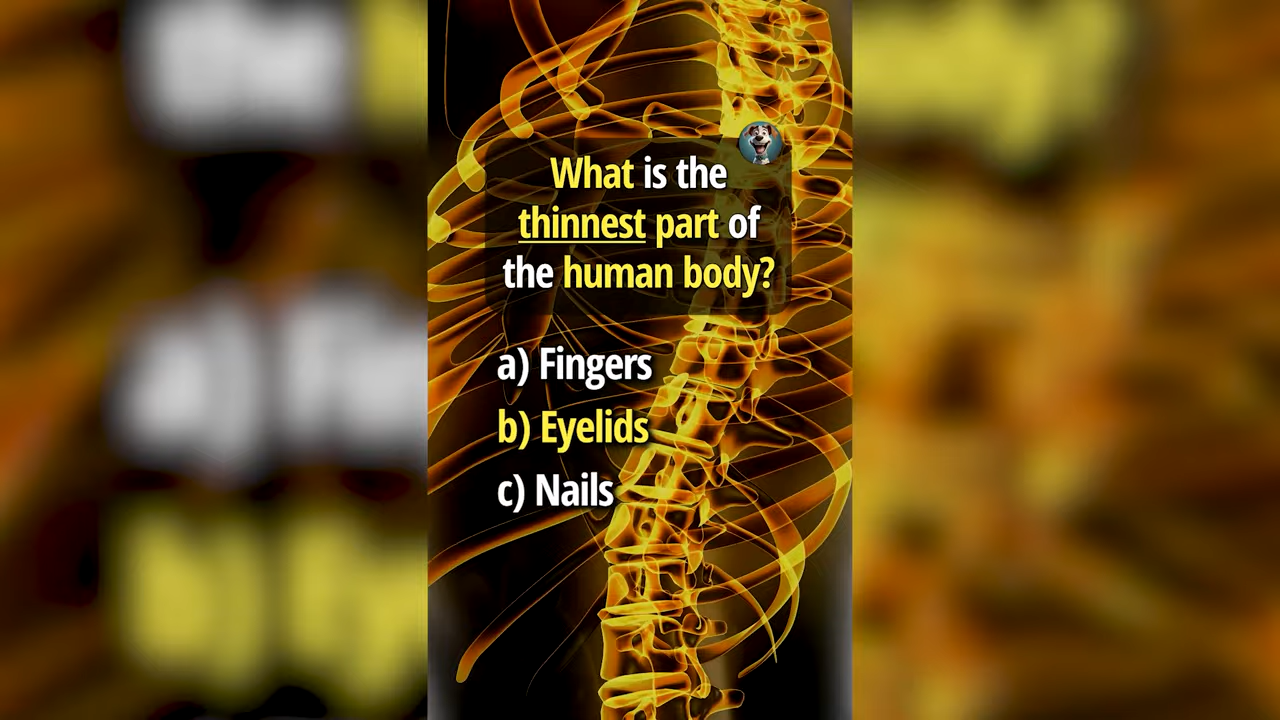 What is the
thinnest part of
the human body?
a) Fingers
b) Eyelids
c) Nails